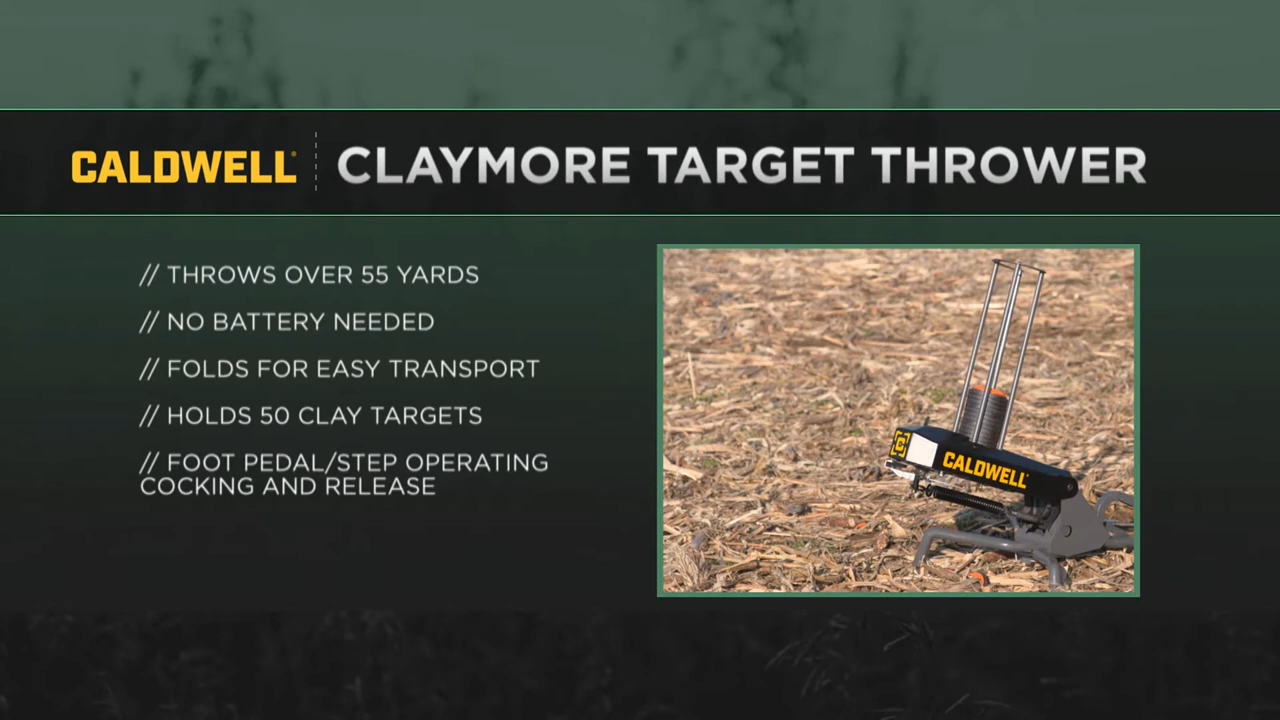 CALDWELL®
CLAYMORE TARGET THROWER
// THROWS OVER 55 YARDS
// NO BATTERY NEEDED
// FOLDS FOR EASY TRANSPORT
// HOLDS 50 CLAY TARGETS
// FOOT PEDAL/STEP OPERATING
COCKING AND RELEASE
CALDWELL